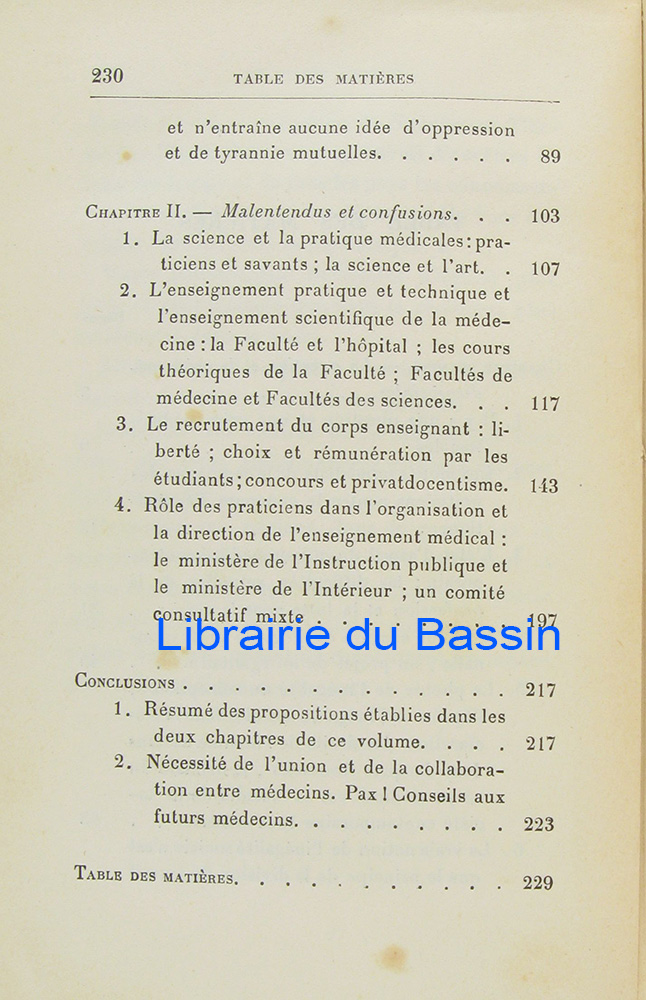 230 TABLE DES MATIÈRES
et n'entraîne aucune idée d'oppression
et de tyrannie mutuelles. . . . . . 89
CHAPITRE II. — Malentendus et confusions. . . 103
1. La science et la pratique médicales : pra-
ticiens et savants ; la science et l'art. . 107
2. L'enseignement pratique et technique et
l'enseignement scientifique de la méde-
cine : la Faculté et l'hôpital ; les cours
théoriques de la Faculté ; Facultés de
médecine et Facultés des sciences. . . 117
3. Le recrutement du corps enseignant : li-
berté ; choix et rémunération par les
étudiants ; concours et privatdocentisme. 143
4. Rôle des praticiens dans l'organisation et
la direction de l'enseignement médical :
le ministère de l'Instruction publique et
le ministère de l'Intérieur ; un comité
consultatif mixte . . . . . . . . 197
Librairie du Bassin
CONCLUSIONS . . . . . . . . . . . . . 217
1. Résumé des propositions établies dans les
deux chapitres de ce volume. . . . 217
2. Nécessité de l'union et de la collabora-
tion entre médecins. Pax ! Conseils aux
futurs médecins. . . . . . . . . 223
TABLE DES MATIÈRES. . . . . . . . . . . 229